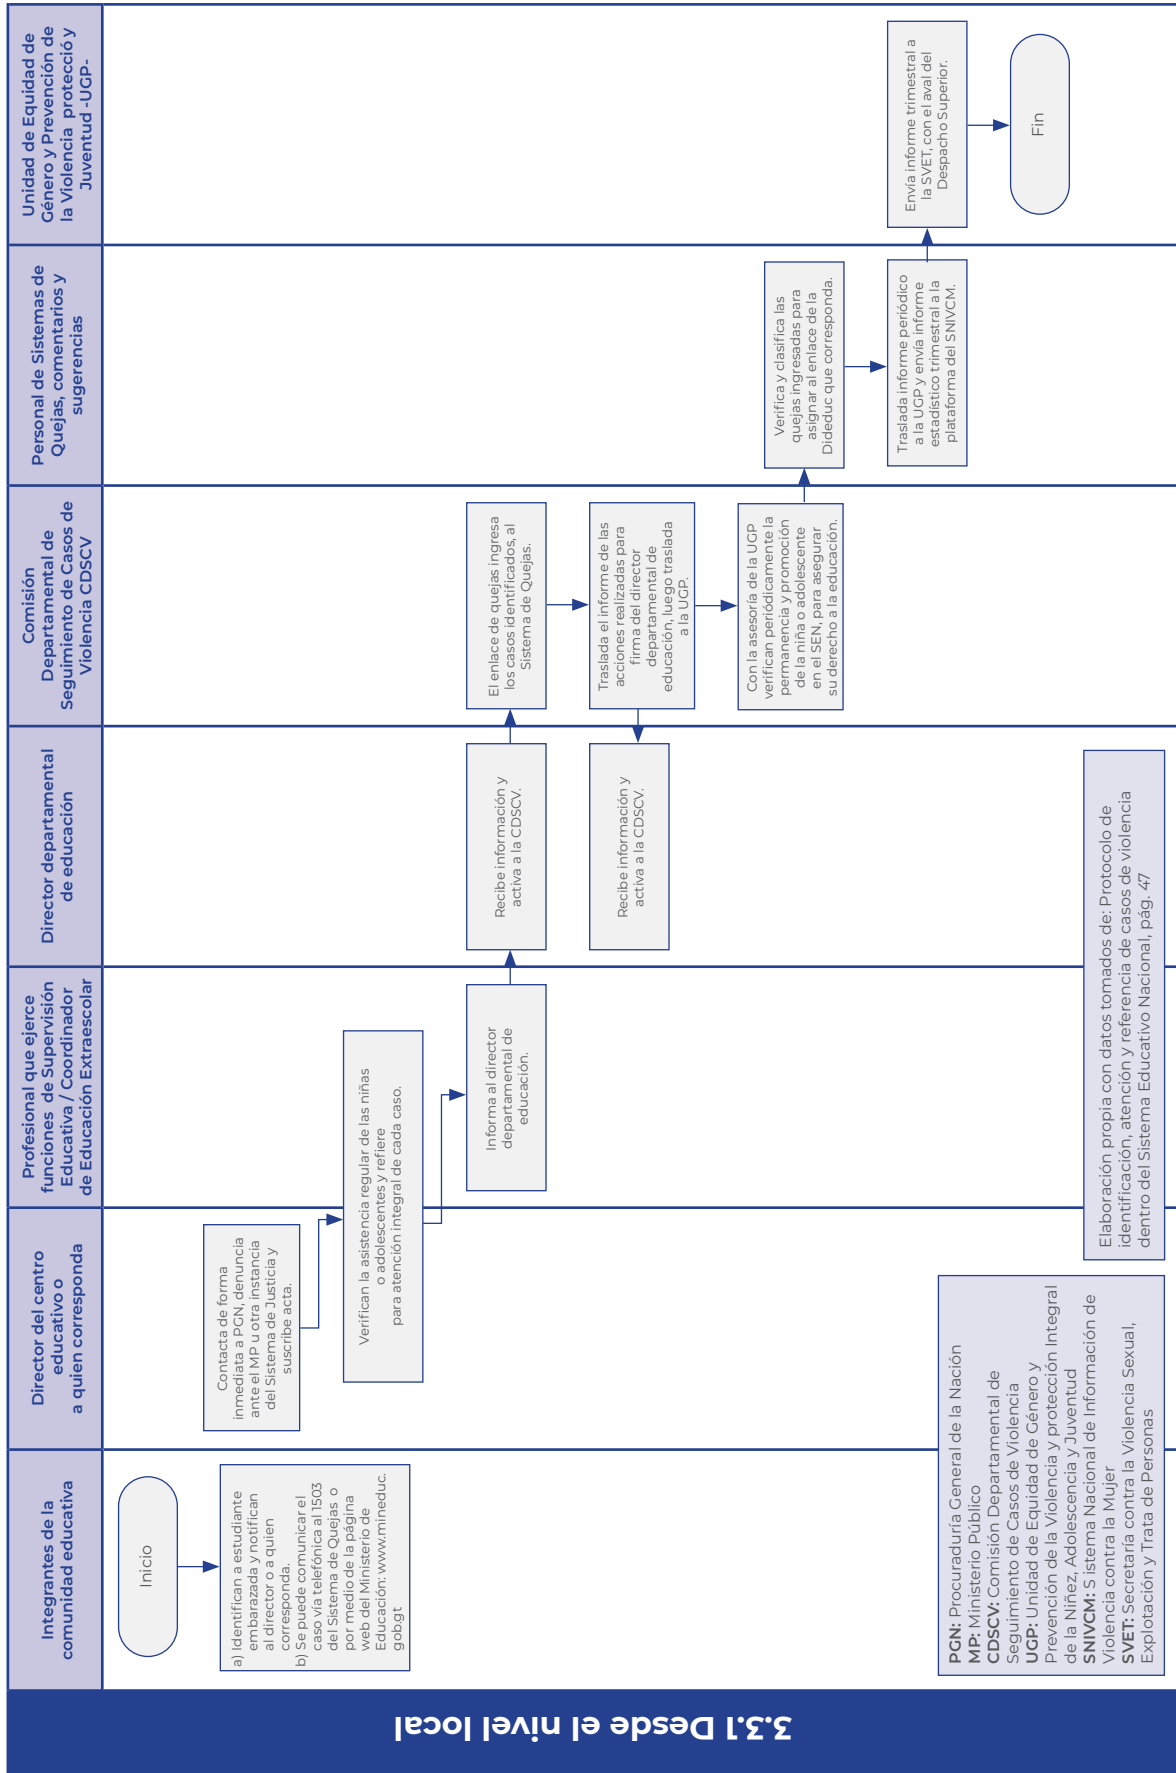 3.3.1 Desde el nivel local
Integrantes de la
comunidad educativa
Director del centro
educativo o
a quien corresponda
Profesional que ejerce
funciones de Supervisión
Educativa / Coordinador
de Educación Extraescolar
Director departamental
de educación
Comisión
Departamental de
Seguimiento de Casos de
Violencia CDSCV
Personal de Sistemas de
Quejas, comentarios y
sugerencias
Unidad de Equidad de
Género y Prevención de
la Violencia protección y
Juventud -UGP-
Inicio
a) Identifican a estudiante
embarazada y notifican
al director o a quien
corresponda.
b) Se puede comunicar el
caso vía telefónica al 1503
del Sistema de Quejas o
por medio de la página
web del Ministerio de
Educación: www.mineduc.
gob.gt
Contacta de forma
inmediata a PGN, denuncia
ante el MP u otra instancia
del Sistema de Justicia y
suscribe acta.
Verifican la asistencia regular de las niñas
o adolescentes y refiere
para atención integral de cada caso.
Informa al director
departamental de
educación.
Recibe información y
activa a la CDSCV.
El enlace de quejas ingresa
los casos identificados, al
Sistema de Quejas.
Traslada el informe de las
acciones realizadas para
firma del director
departamental de
educación, luego traslada
a la UGP.
Recibe información y
activa a la CDSCV.
Con la asesoría de la UGP
verifican periódicamente la
permanencia y promoción
de la niña o adolescente
en el SEN, para asegurar
su derecho a la educación.
Verifica y clasifica las
quejas ingresadas para
asignar al enlace de la
Dideduc que corresponda.
Traslada informe periódico
a la UGP y envía informe
estadístico trimestral a la
plataforma del SNIVCM.
Envía informe trimestral a
la SVET, con el aval del
Despacho Superior.
Fin
PGN: Procuraduría General de la Nación
MP: Ministerio Público
CDSCV: Comisión Departamental de
Seguimiento de Casos de Violencia
UGP: Unidad de Equidad de Género y
Prevención de la Violencia y protección Integral
de la Niñez, Adolescencia y Juventud
SNIVCM: S istema Nacional de Información de
Violencia contra la Mujer
SVET: Secretaría contra la Violencia Sexual,
Explotación y Trata de Personas
Elaboración propia con datos tomados de: Protocolo de
identificación, atención y referencia de casos de violencia
dentro del Sistema Educativo Nacional, pág. 47